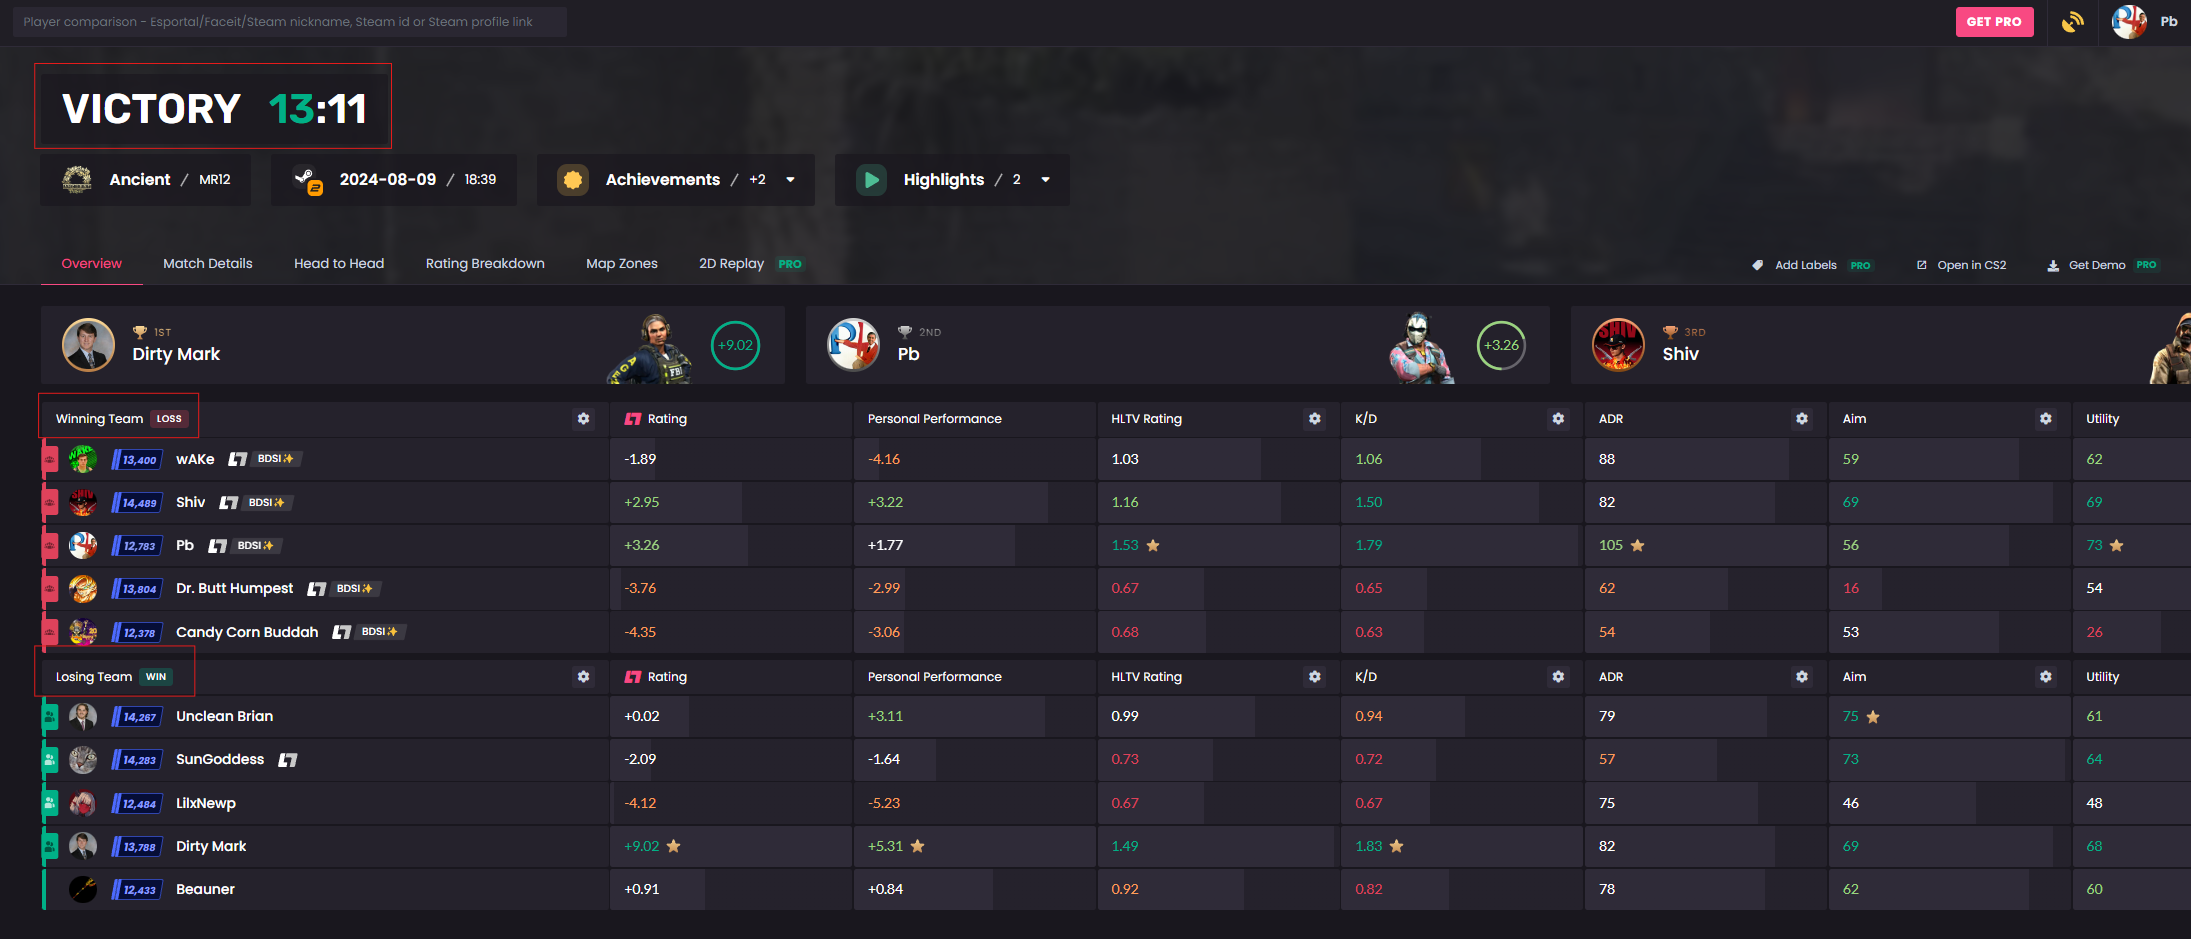 Player comparison - Esportal/Faceit/Steam nickname, Steam id or Steam profile link
GET PRO
Pb
VICTORY 13:11
Ancient / MR12
2024-08-09 / 18:39
Achievements / +2
Highlights / 2
Overview Match Details Head to Head Rating Breakdown Map Zones 2D Replay PRO
Add Labels PRO Open in CS2 Get Demo PRO
1ST
Dirty Mark
+9.02
2ND
Pb
+3.26
3RD
Shiv
Winning Team LOSS Rating Personal Performance HLTV Rating K/D ADR Aim Utility
13,400 wAKe BDSI✨ -1.89 -4.16 1.03 1.06 88 59 62
14,489 Shiv BDSI✨ +2.95 +3.22 1.16 1.50 82 69 69
12,783 Pb BDSI✨ +3.26 +1.77 1.53 105 56 73 1.79
13,804 Dr. Butt Humpest BDSI✨ -3.76 -2.99 0.67 0.65 62 16 54
12,378 Candy Corn Buddah BDSI✨ -4.35 -3.06 0.68 0.63 54 53 26
Losing Team WIN Rating Personal Performance HLTV Rating K/D ADR Aim Utility
14,267 Unclean Brian +0.02 +3.11 0.99 0.94 79 75 61
14,283 SunGoddess -2.09 -1.64 0.73 0.72 57 73 64
12,484 LilxNewp -4.12 -5.23 0.67 0.67 75 46 48
13,788 Dirty Mark +9.02 +5.31 1.49 1.83 82 69 68
12,433 Beauner +0.91 +0.84 0.92 0.82 78 62 60